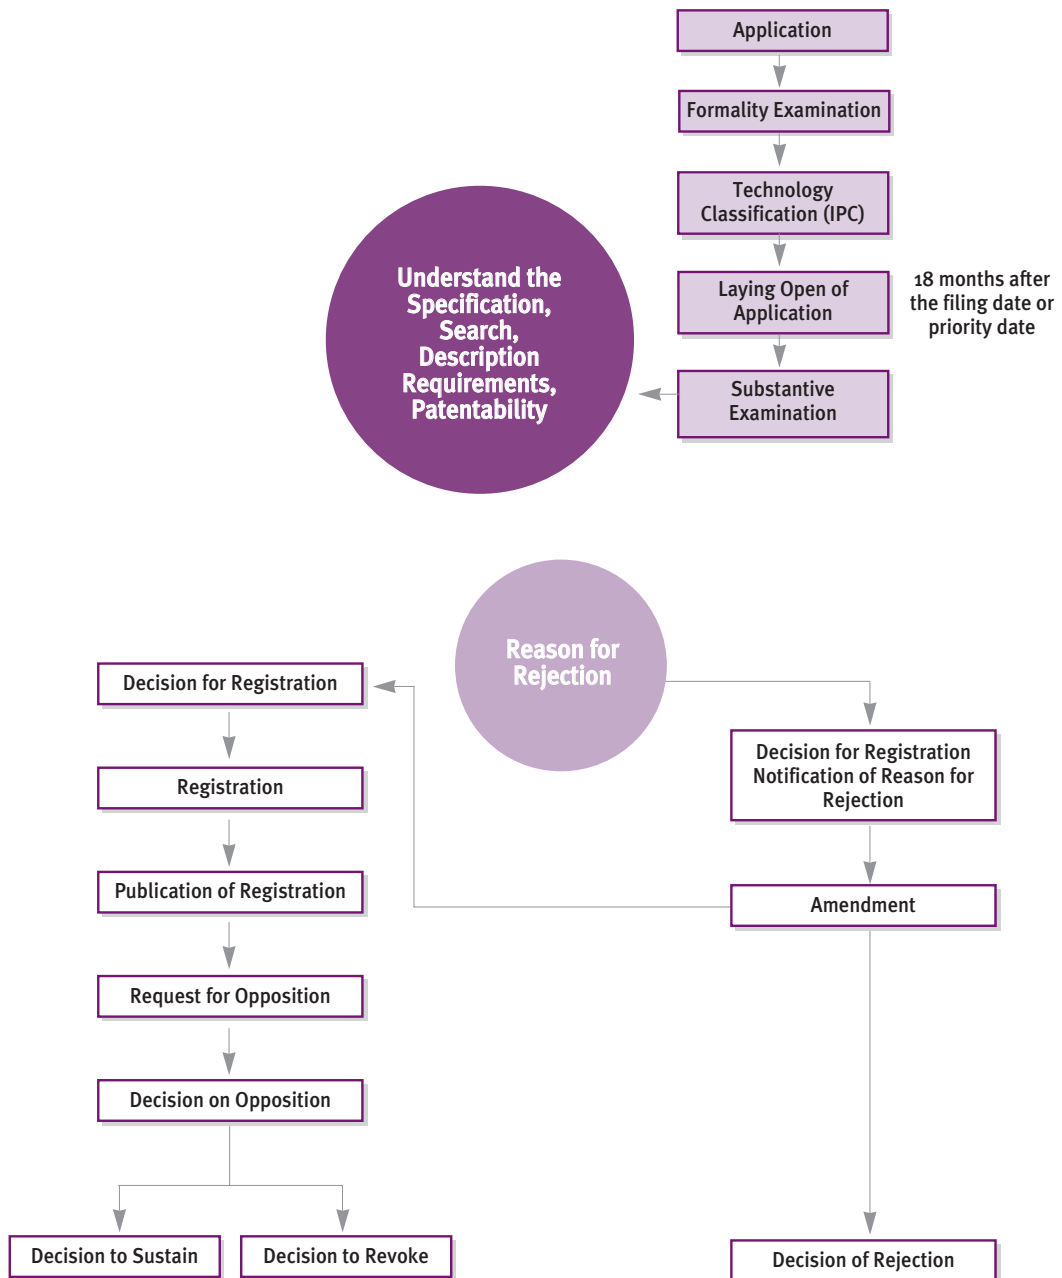 Application
Formality Examination
Technology
Classification (IPC)
Laying Open of
Application
18 months after
the filing date or
priority date
Substantive
Examination
Understand the
Specification,
Search,
Description
Requirements,
Patentability
Reason for
Rejection
Decision for Registration
Registration
Publication of Registration
Request for Opposition
Decision on Opposition
Decision to Sustain
Decision to Revoke
Decision for Registration
Notification of Reason for
Rejection
Amendment
Decision of Rejection